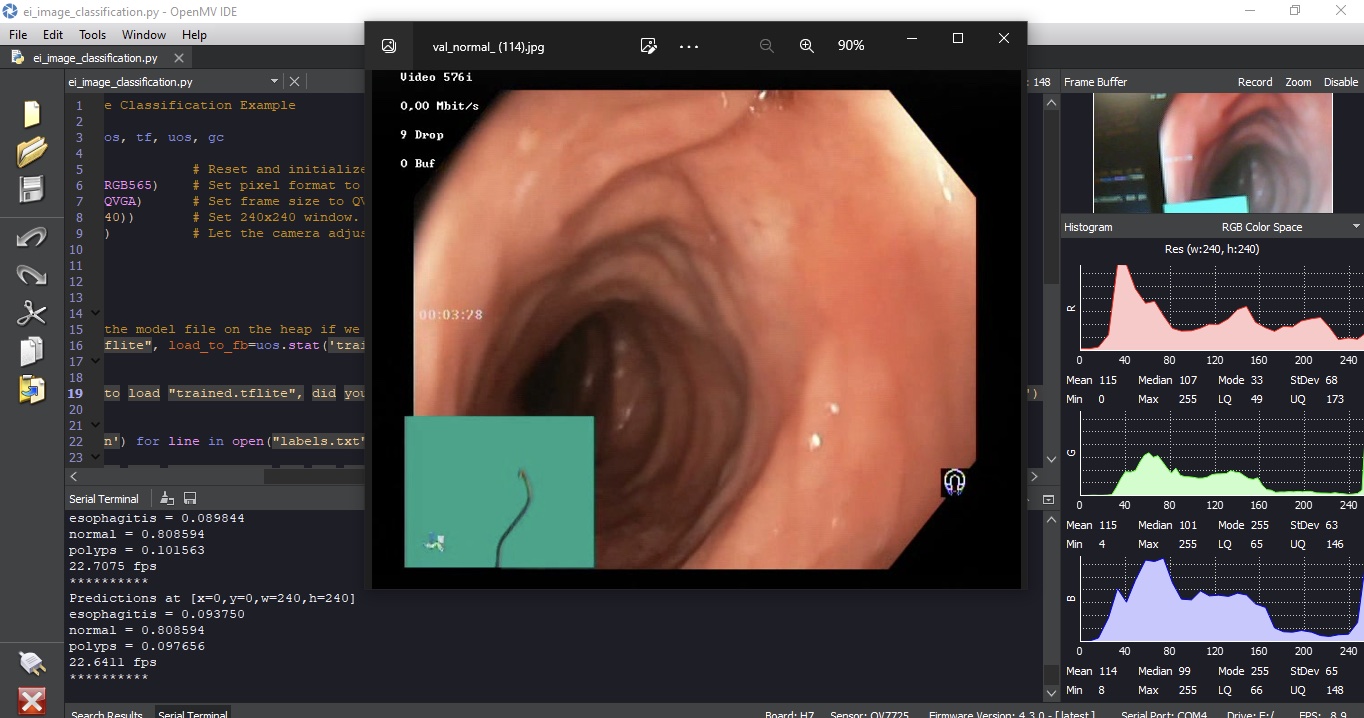 ei_image_classification.py - OpenMV IDE
File Edit Tools Window Help
ei_image_classification.py
ei_image_classification.py
: 148
1 e Classification Example
2
3 os, tf, uos, gc
4
5 # Reset and initialize
6 RGB565) # Set pixel format to
7 QVGA) # Set frame size to QV
8 40)) # Set 240x240 window.
9 ) # Let the camera adjus
10
11
12
13
14
15 the model file on the heap if we
16 flite", load_to_fb=uos.stat('trai
17
18
19 to load "trained.tflite", did you ')
20
21
22 n') for line in open("labels.txt"
23
Serial Terminal
esophagitis = 0.089844
normal = 0.808594
polyps = 0.101563
22.7075 fps
**********
Predictions at [x=0,y=0,w=240,h=240]
esophagitis = 0.093750
normal = 0.808594
polyps = 0.097656
22.6411 fps
**********
Search Results Serial Terminal
val_normal_ (114).jpg
90%
Video 576i
0,00 Mbit/s
9 Drop
0 Buf
00:03:28
Frame Buffer Record Zoom Disable
Histogram RGB Color Space
Res (w:240, h:240)
R
0 40 80 120 160 200 240
Mean 115 Median 107 Mode 33 StDev 68
Min 0 Max 255 LQ 49 UQ 173
G
0 40 80 120 160 200 240
Mean 115 Median 101 Mode 255 StDev 63
Min 4 Max 255 LQ 65 UQ 146
B
0 40 80 120 160 200 240
Mean 114 Median 99 Mode 255 StDev 65
Min 8 Max 255 LQ 66 UQ 148
Board: H7 Sensor: OV7725 Firmware Version: 4.3.0 - [latest] Serial Port: COM4 Drive: E:/ FPS: 8.9